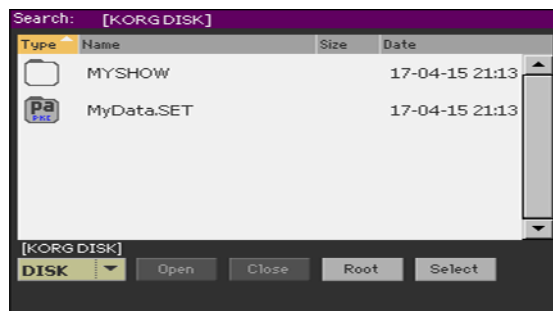 Search: [KORG DISK]
Type Name Size Date
MYSHOW 17-04-15 21:13
Pa MyData.SET 17-04-15 21:13
[KORG DISK]
DISK Open Close Root Select